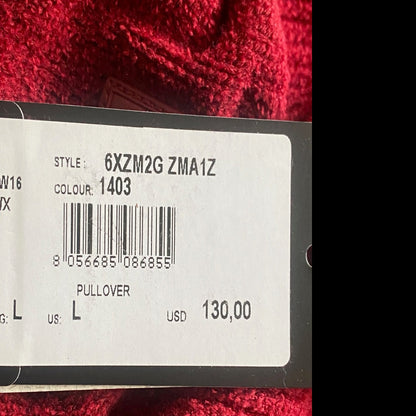 STYLE: 6XZM2G ZMA1Z
W16
COLOUR: 1403
8 056685 086855
PULLOVER
G: L US: L USD 130,00